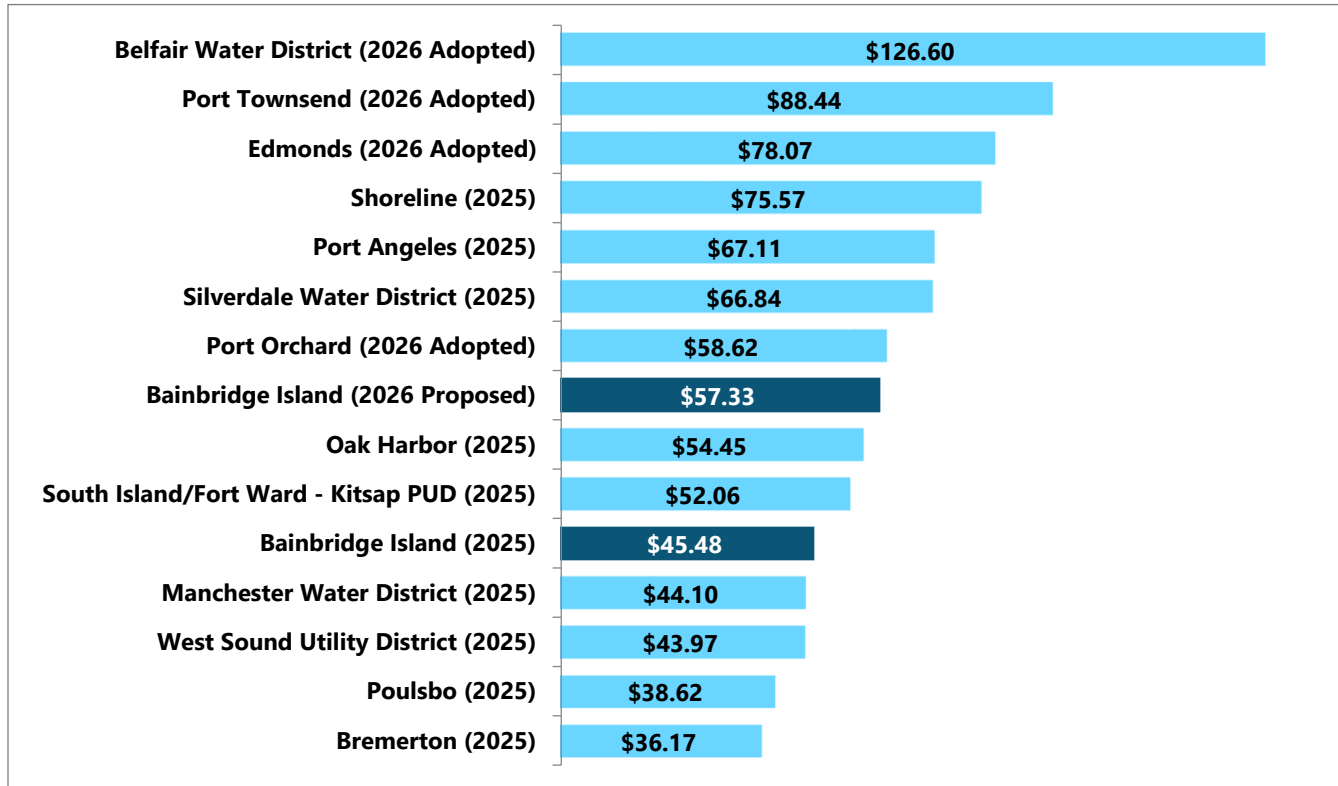 Belfair Water District (2026 Adopted) $126.60
Port Townsend (2026 Adopted) $88.44
Edmonds (2026 Adopted) $78.07
Shoreline (2025) $75.57
Port Angeles (2025) $67.11
Silverdale Water District (2025) $66.84
Port Orchard (2026 Adopted) $58.62
Bainbridge Island (2026 Proposed) $57.33
Oak Harbor (2025) $54.45
South Island/Fort Ward - Kitsap PUD (2025) $52.06
Bainbridge Island (2025) $45.48
Manchester Water District (2025) $44.10
West Sound Utility District (2025) $43.97
Poulsbo (2025) $38.62
Bremerton (2025) $36.17